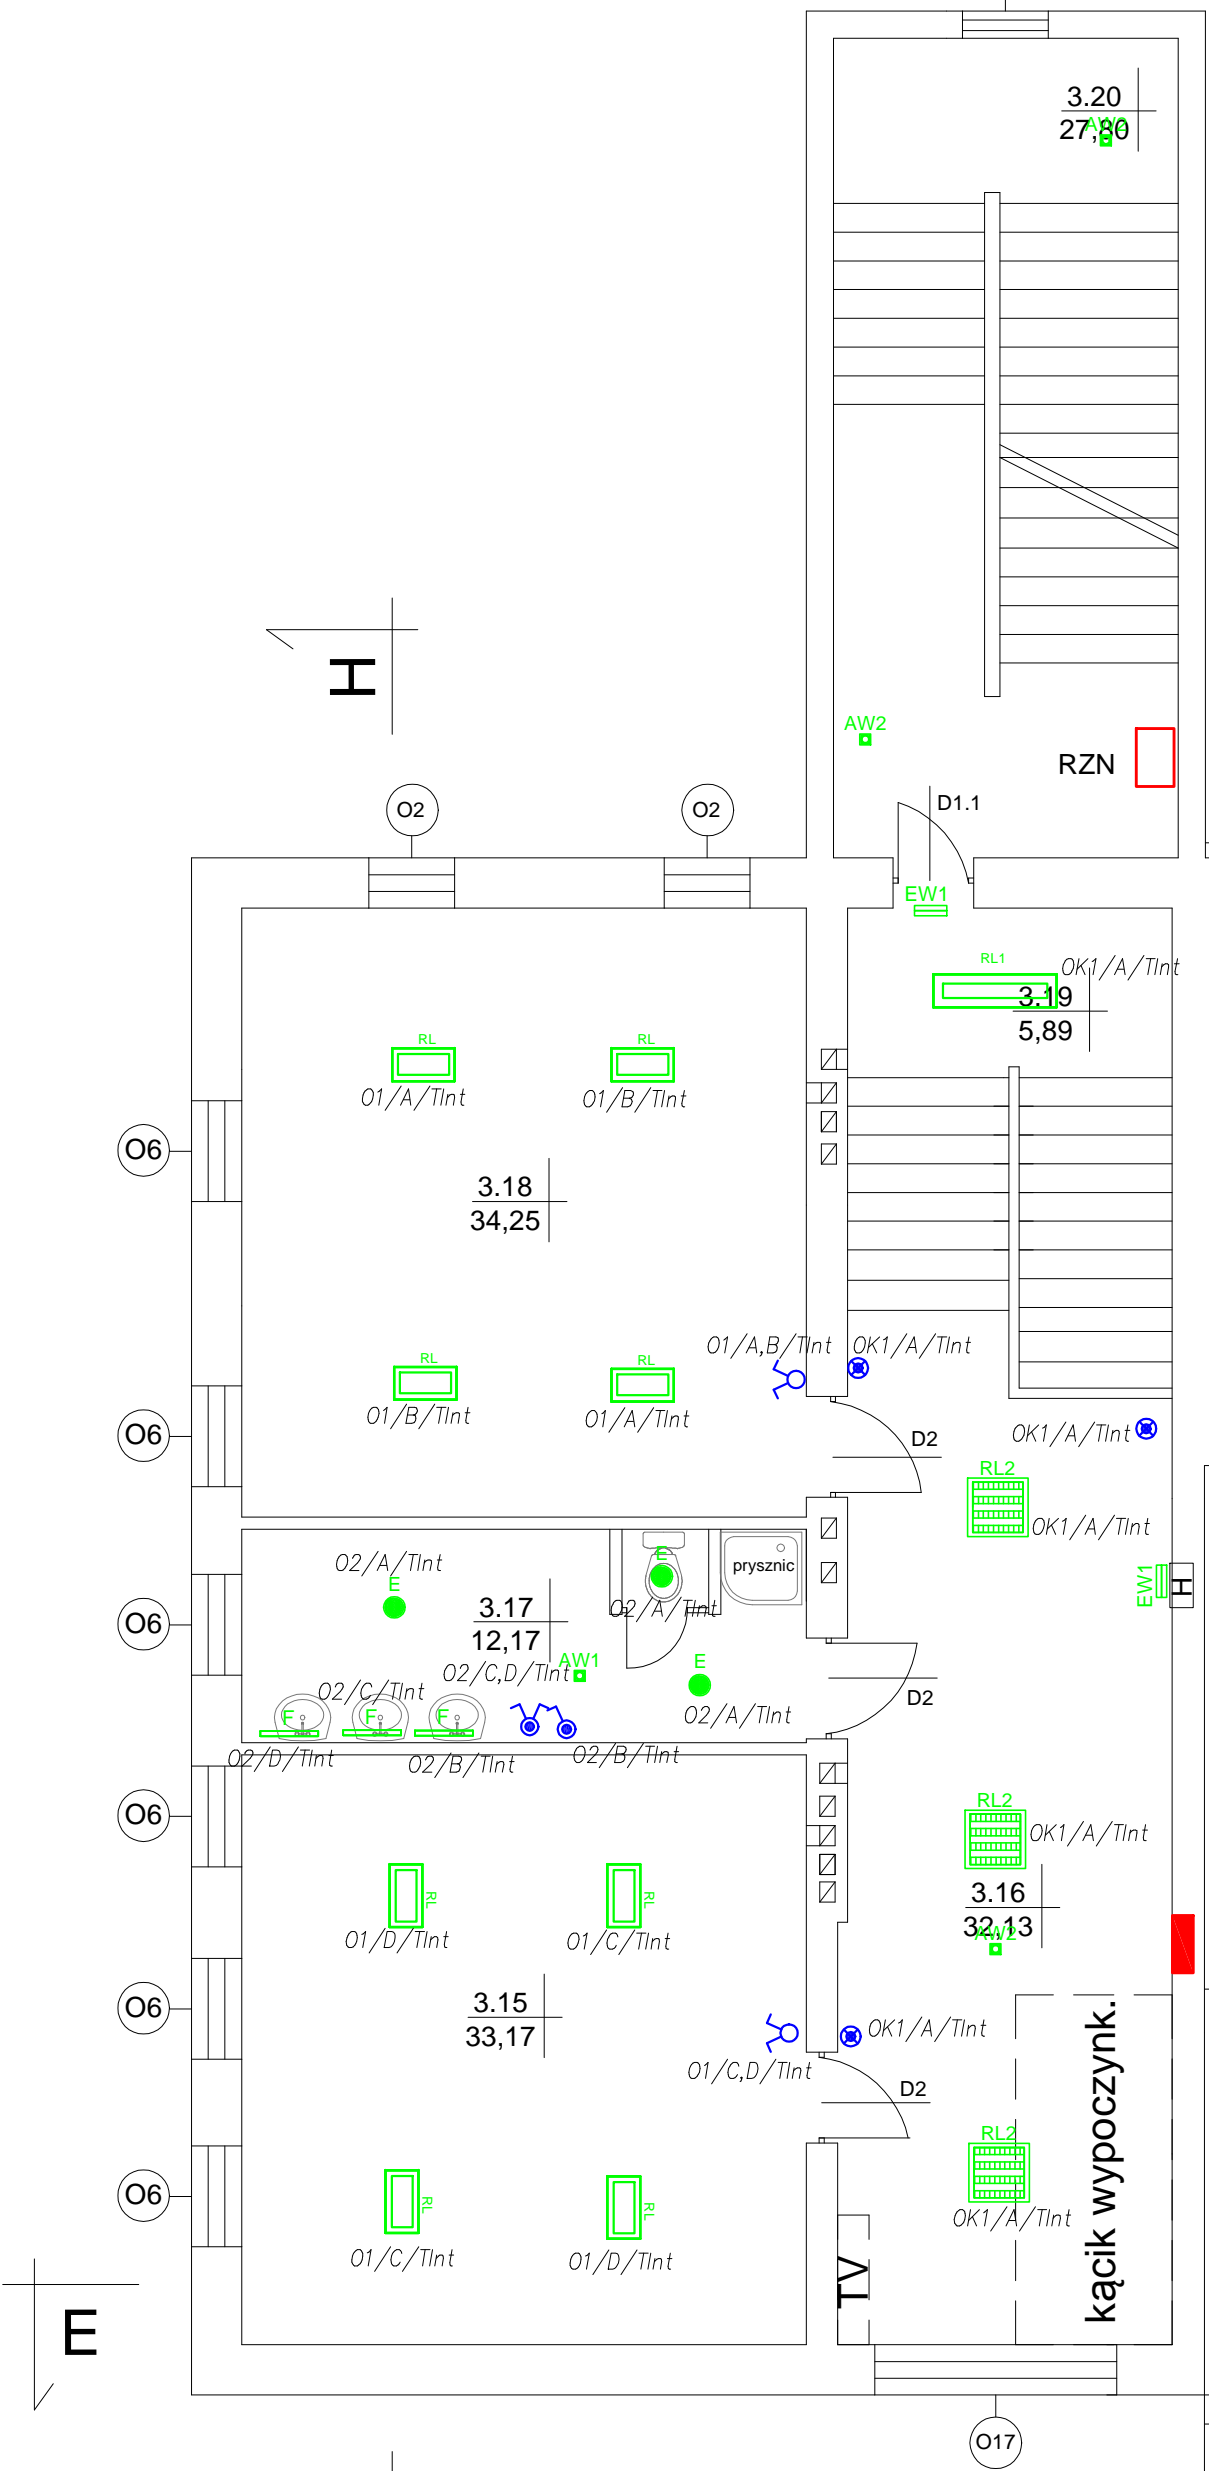 3.20
27,80
AW2
H
AW2
RZN
O2
O2
D1.1
EW1
RL1
OK1/A/TInt
3.19
5,89
RL
RL
O1/A/TInt
O1/B/TInt
O6
3.18
34,25
O1/A,B/TInt
OK1/A/TInt
RL
RL
O1/B/TInt
O1/A/TInt
O6
D2
OK1/A/TInt
RL2
OK1/A/TInt
O2/A/TInt
E
E
prysznic
EW1
H
O6
3.17
12,17
O2/A/TInt
O2/C,D/TInt
AW1
E
O2/C/TInt
O2/A/TInt
D2
F
F
F
O2/D/TInt
O2/B/TInt
O2/B/TInt
O6
RL2
OK1/A/TInt
RL
RL
3.16
32,13
AW2
O1/D/TInt
O1/C/TInt
O6
3.15
33,17
OK1/A/TInt
O1/C,D/TInt
D2
kącik wypoczynk.
RL2
O6
RL
RL
OK1/A/TInt
O1/C/TInt
O1/D/TInt
TV
E
O17